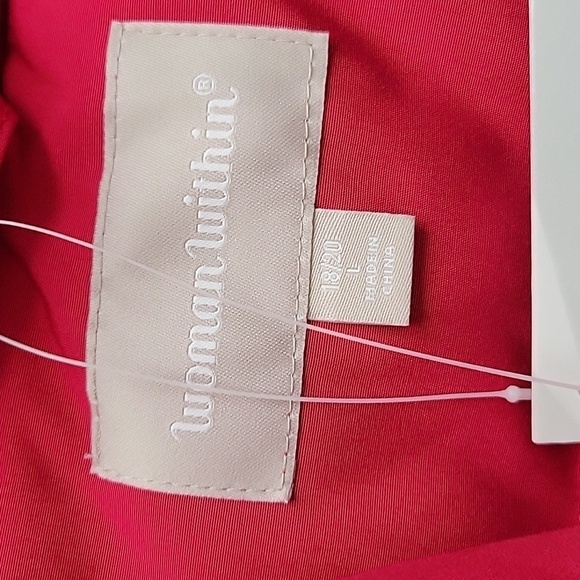 woman within®
18/20
L
MADE IN
CHINA